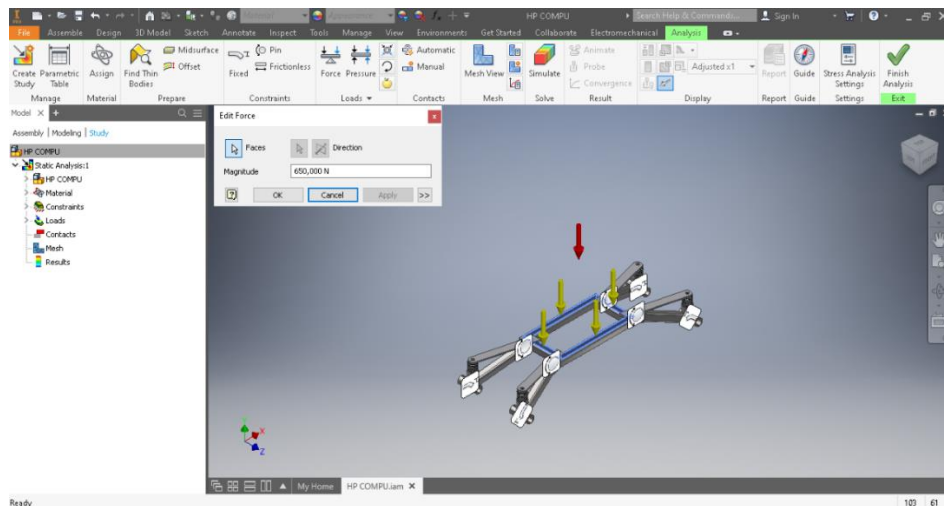 HP COMPU
Search Help & Commands...
Sign In
File Assemble Design 3D Model Sketch Annotate Inspect Tools Manage View Environments Get Started Collaborate Electromechanical Analysis
Create Study
Parametric Table
Assign
Find Thin Bodies
Midsurface
Offset
Fixed
Pin
Frictionless
Force
Pressure
Automatic
Manual
Mesh View
Simulate
Animate
Probe
Convergence
Adjusted x1
Report
Guide
Stress Analysis Settings
Finish Analysis
Manage Material Prepare Constraints Loads Contacts Mesh Solve Result Display Report Guide Settings Exit
Model
Assembly | Modeling | Study
HP COMPU
Static Analysis:1
HP COMPU
Material
Constraints
Loads
Contacts
Mesh
Results
Edit Force
Faces
Direction
Magnitude
650,000 N
OK Cancel Apply >>
Y
X
Z
My Home HP COMPU.iam
Ready
103 61